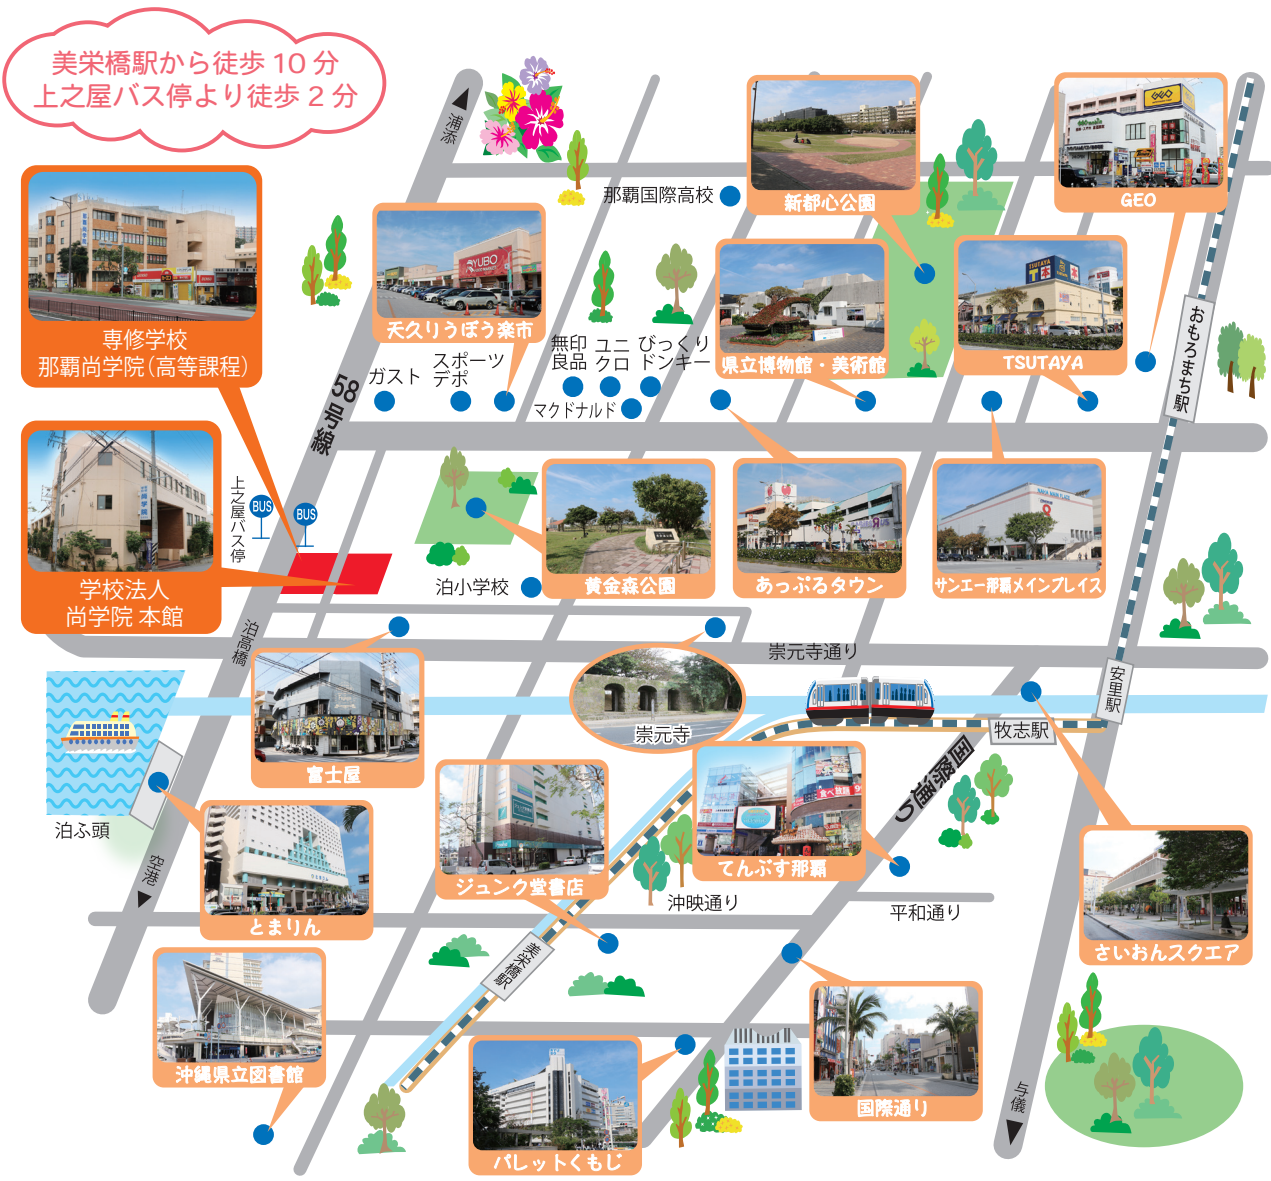 美栄橋駅から徒歩 10 分
上之屋バス停より徒歩 2 分
浦添
那覇国際高校
新都心公園
GEO
GEO
専修学校
那覇尚学院(高等課程)
RYUBO
天久りうぼう楽市
県立博物館・美術館
TSUTAYA
TSUTAYA
おもろまち駅
58号線
ガスト
スポーツ
デポ
無印
良品
ユニ
クロ
びっくり
ドンキー
マクドナルド
上之屋バス停
BUS
BUS
尚学院
学校法人
尚学院 本館
泊小学校
黄金森公園
あっぷるタウン
サンエー那覇メインプレイス
泊高橋
崇元寺通り
崇元寺
安里駅
牧志駅
国際通り
富士屋
泊ふ頭
空港
とまりん
ジュンク堂書店
食べ放題
てんぶす那覇
沖映通り
平和通り
さいおんスクエア
美栄橋駅
沖縄県立図書館
パレットくもじ
国際通り
与儀